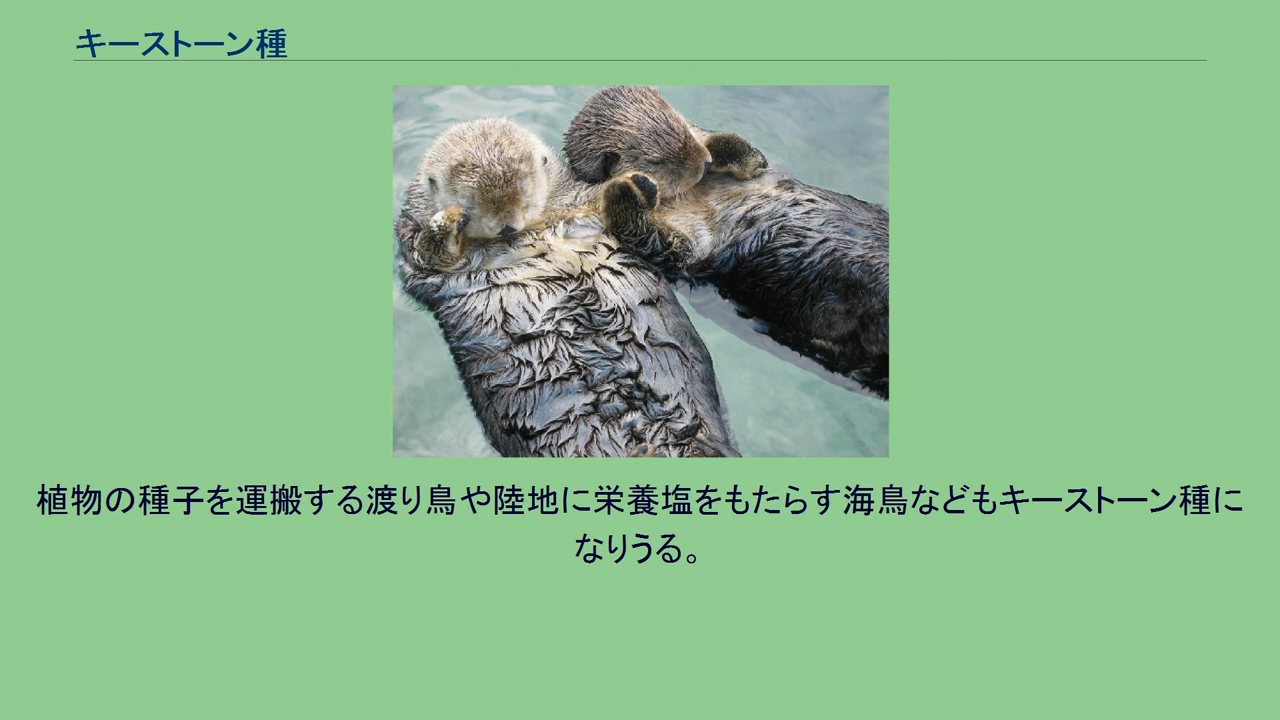 キーストーン種
植物の種子を運搬する渡り鳥や陸地に栄養塩をもたらす海鳥などもキーストーン種に
なりうる。